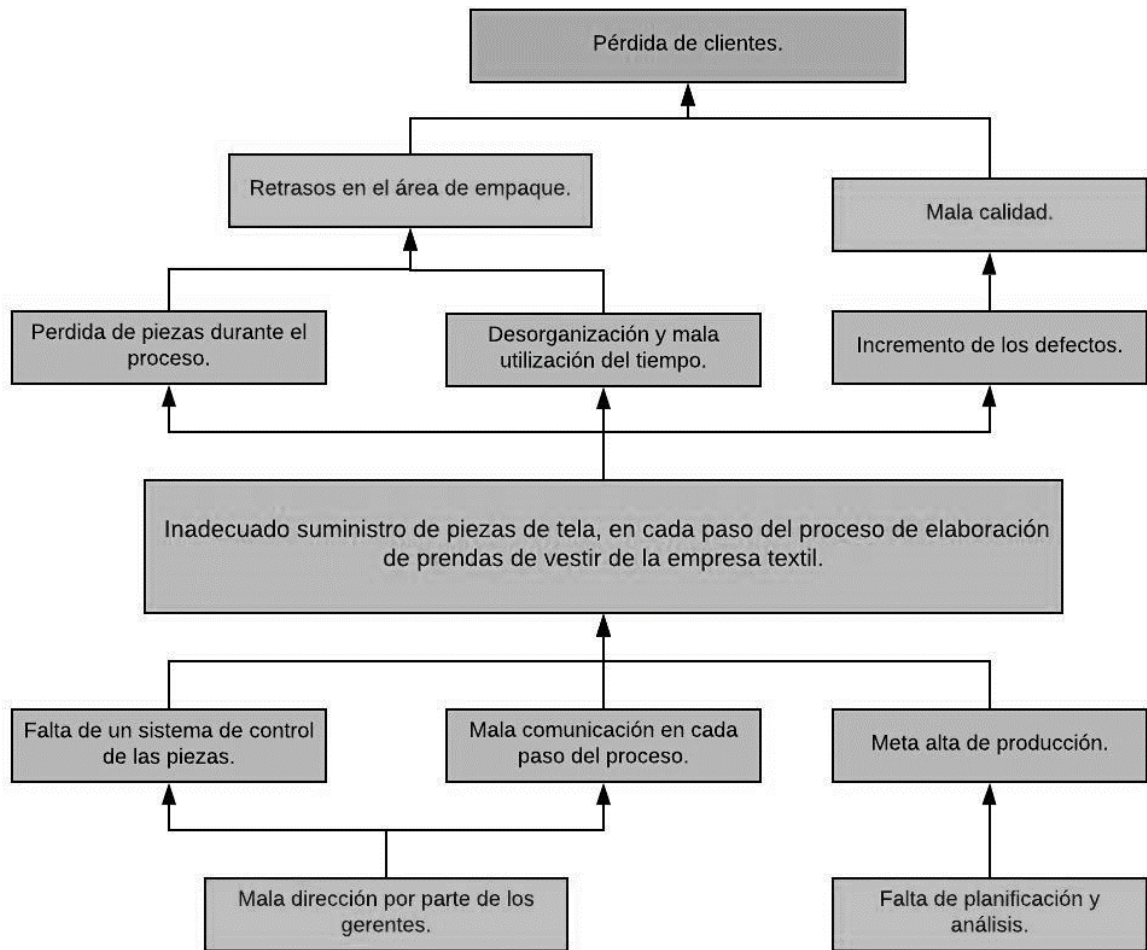 Pérdida de clientes.
Retrasos en el área de empaque.
Mala calidad.
Perdida de piezas durante el
proceso.
Desorganización y mala
utilización del tiempo.
Incremento de los defectos.
Inadecuado suministro de piezas de tela, en cada paso del proceso de elaboración
de prendas de vestir de la empresa textil.
Falta de un sistema de control
de las piezas.
Mala comunicación en cada
paso del proceso.
Meta alta de producción.
Mala dirección por parte de los
gerentes.
Falta de planificación y
análisis.